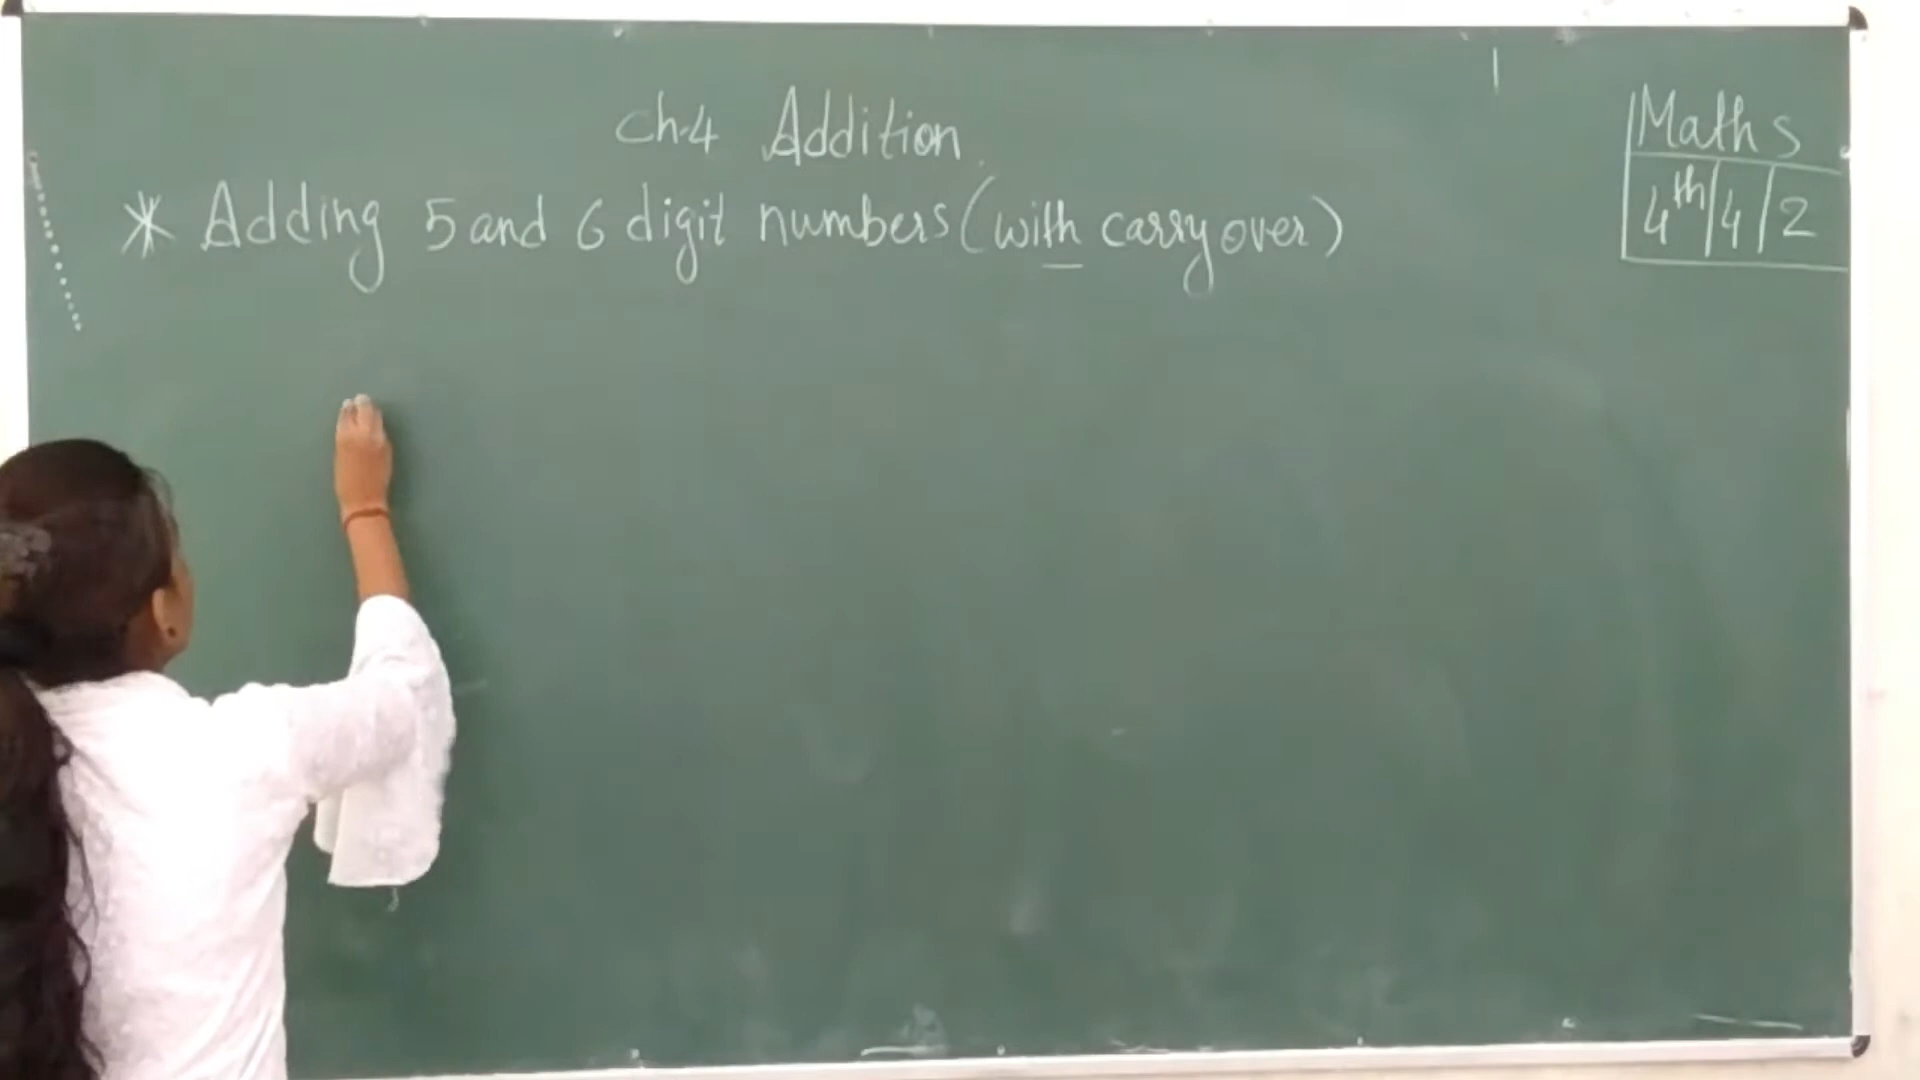 Ch-4 Addition
* Adding 5 and 6 digit numbers (with carry over)
Maths
4th/4/2